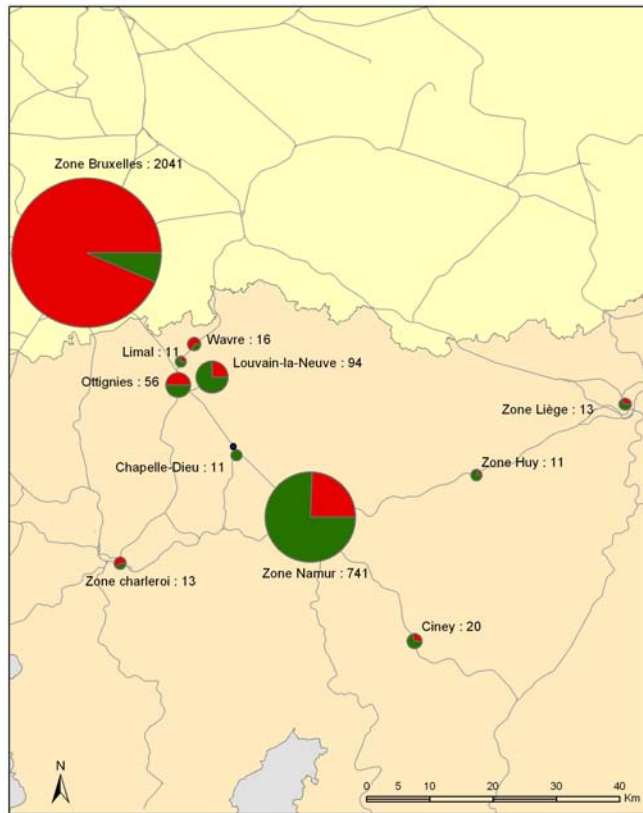 Zone Bruxelles : 2041
Wavre : 16
Limal : 11
Louvain-la-Neuve : 94
Ottignies : 56
Zone Liège : 13
Chapelle-Dieu : 11
Zone Huy : 11
Zone Namur : 741
Zone charleroi : 13
Ciney : 20
N
0 5 10 20 30 40
Km